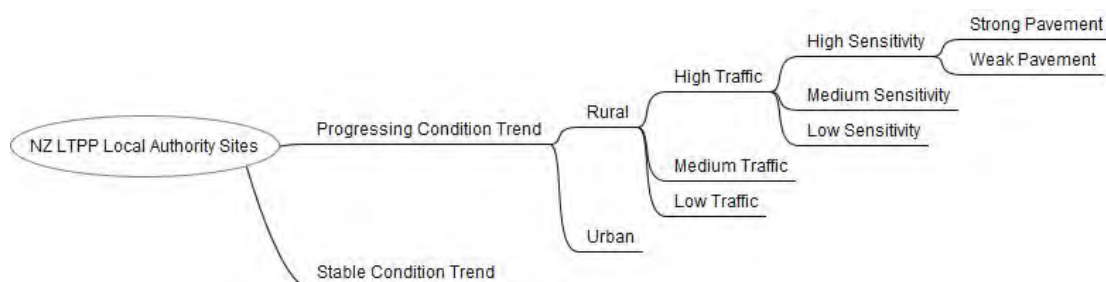 Strong Pavement
High Sensitivity
Weak Pavement
High Traffic
Medium Sensitivity
Rural
Progressing Condition Trend
Low Sensitivity
NZ LTPP Local Authority Sites
Medium Traffic
Low Traffic
Urban
Stable Condition Trend